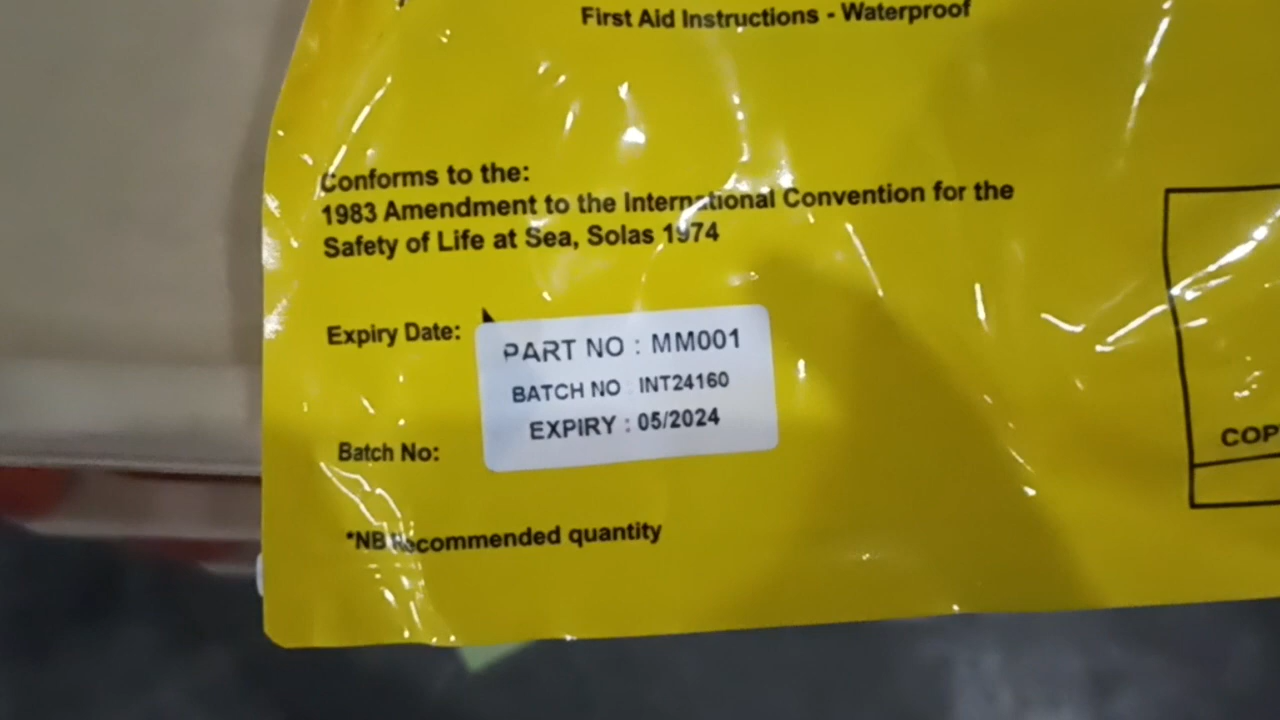 First Aid Instructions - Waterproof
Conforms to the:
1983 Amendment to the International Convention for the
Safety of Life at Sea, Solas 1974
Expiry Date:
PART NO : MM001
BATCH NO : INT24160
EXPIRY : 05/2024
Batch No:
*NB Recommended quantity
COP